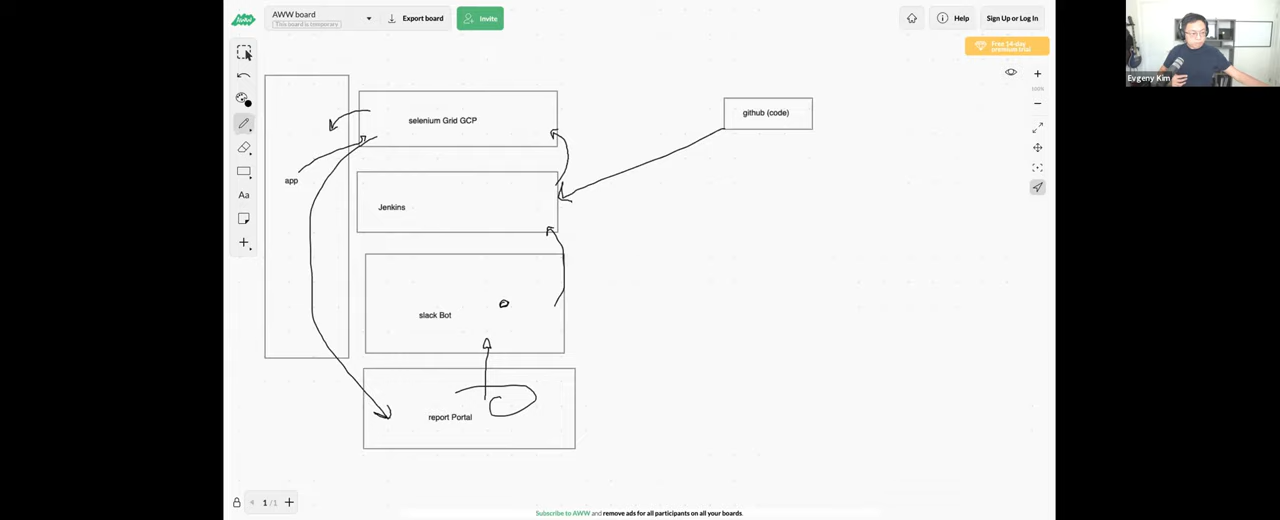 AWW board
This board is temporary
Export board
Invite
Help
Sign Up or Log In
Free 14-day
premium trial
Evgeny Kim
100%
selenium Grid GCP
github (code)
app
Jenkins
Aa
slack Bot
report Portal
1 / 1
Subscribe to AWW and remove ads for all participants on all your boards.